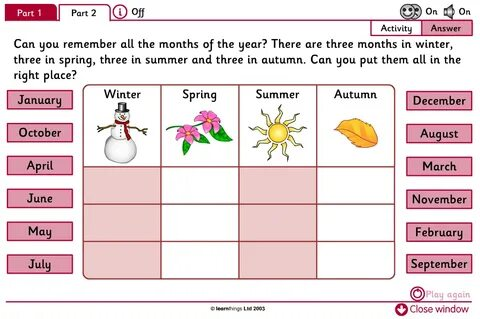 Part 1 Part 2 i Off On On
Activity Answer
Can you remember all the months of the year? There are three months in winter,
three in spring, three in summer and three in autumn. Can you put them all in the
right place?
January Winter Spring Summer Autumn December
October August
April March
June November
May February
July September
Play again
Close window
© learnthings Ltd 2003